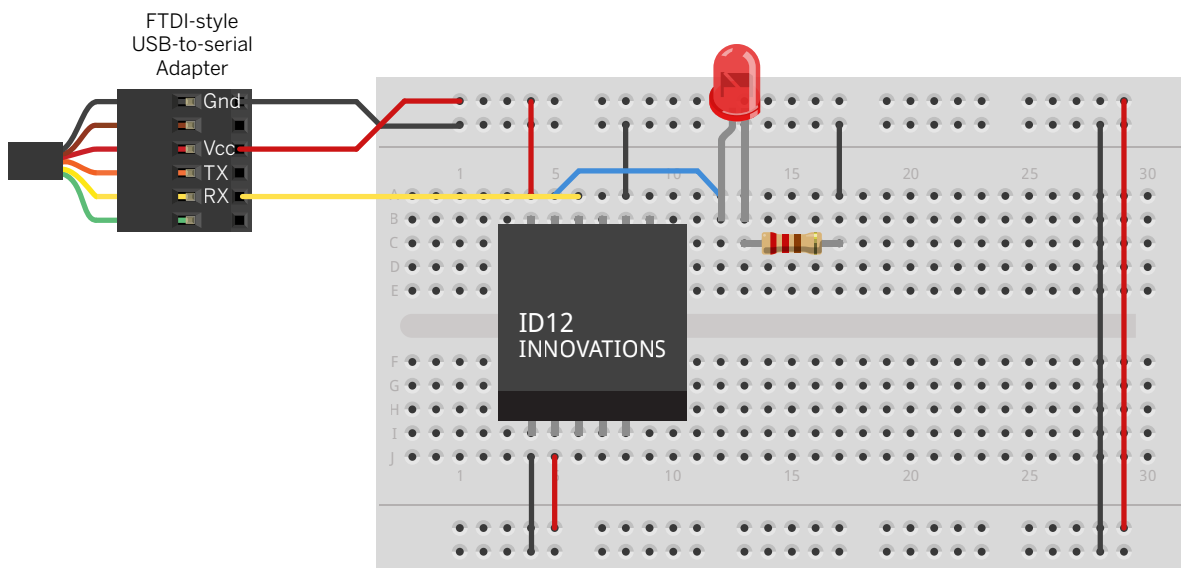 FTDI-style
USB-to-serial
Adapter
Gnd
Vcc
TX
RX
1 5 10 15 20 25 30
A
B
C
D
E
ID12
INNOVATIONS
F
G
H
I
J
1 5 10 15 20 25 30